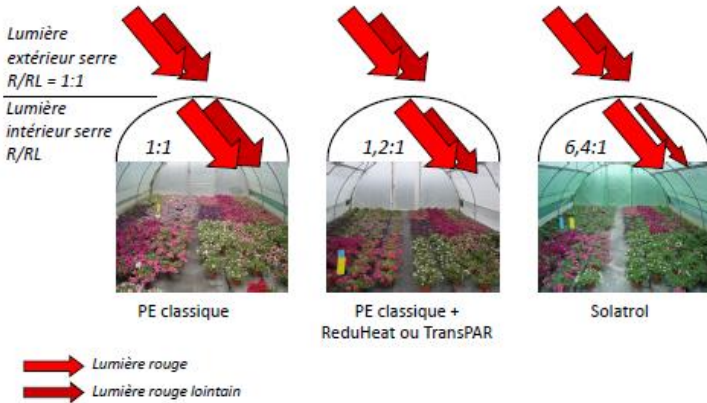 Lumière
extérieur serre
R/RL = 1:1
Lumière
intérieur serre
R/RL
1:1
1,2:1
6,4:1
PE classique
PE classique +
ReduHeat ou TransPAR
Solatrol
Lumière rouge
Lumière rouge lointain